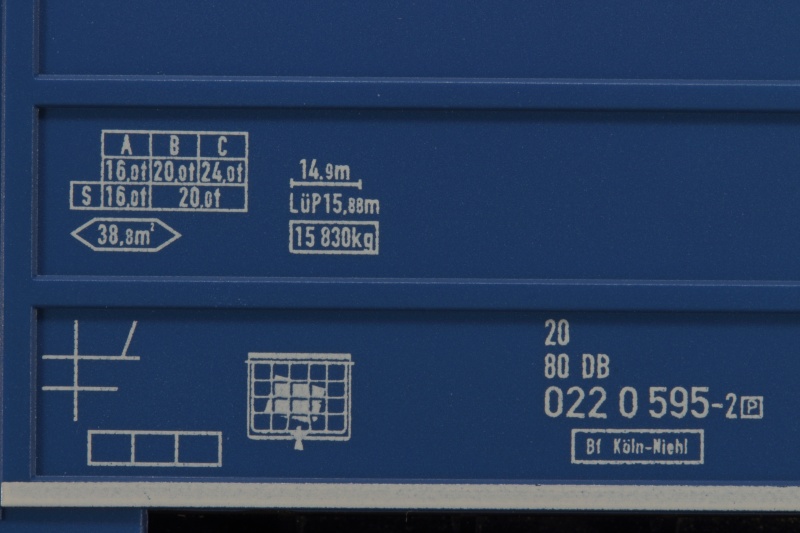 A B C
16,0t 20,0t 24,0t
S 16,0t 20,0t
38,8m²
14.9m
LüP15,88m
15 830kg
20
80 DB
022 0 595-2 P
Bf Köln-Niehl